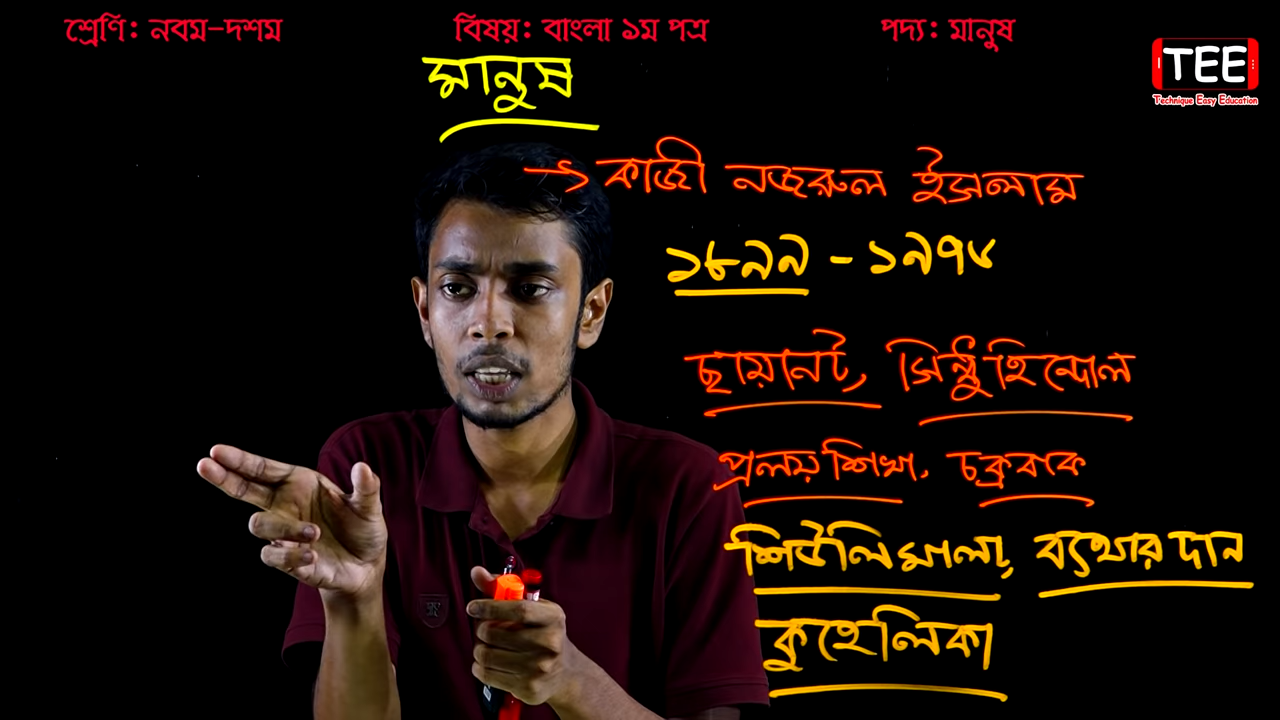 শ্রেণি: নবম-দশম বিষয়: বাংলা ১ম পত্র পদ্য: মানুষ
TEE
Technique Easy Education
মানুষ
→ কাজী নজরুল ইসলাম
১৮৯৯ - ১৯৭৬
ছায়ানট, সিন্ধুহিন্দোল
প্রলয়শিখা, চক্রবাক
শিউলিমালা, ব্যথার দান
কুহেলিকা